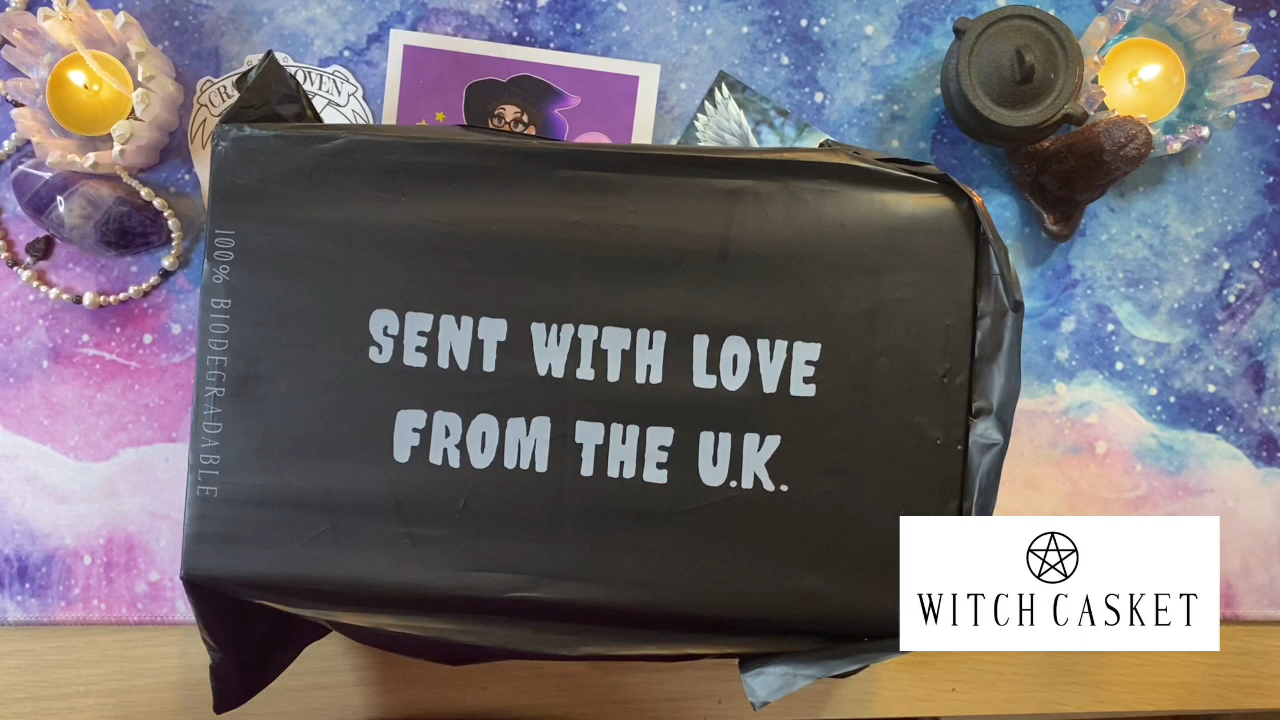 100% BIODEGRADABLE
SENT WITH LOVE
FROM THE U.K.
WITCH CASKET